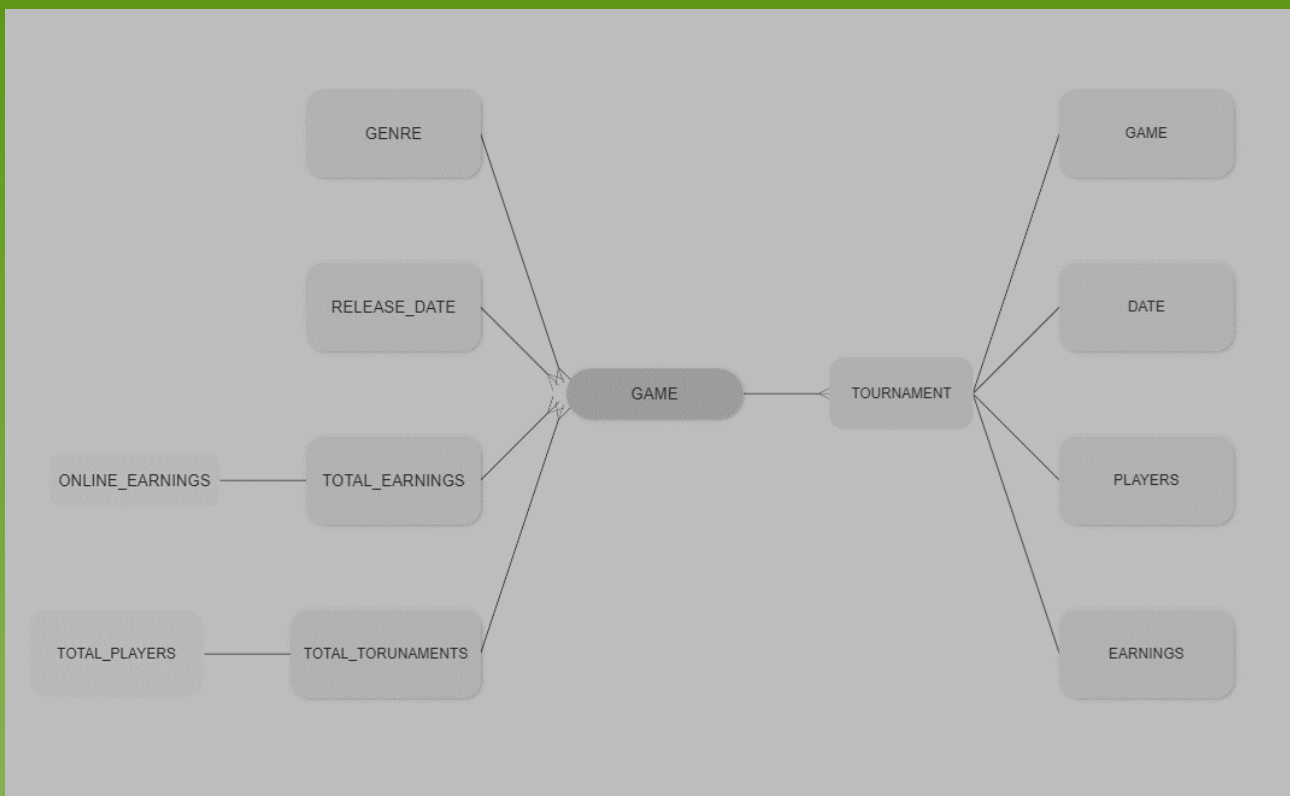 GENRE
GAME
RELEASE_DATE
DATE
GAME
TOURNAMENT
ONLINE_EARNINGS
TOTAL_EARNINGS
PLAYERS
TOTAL_PLAYERS
TOTAL_TORUNAMENTS
EARNINGS